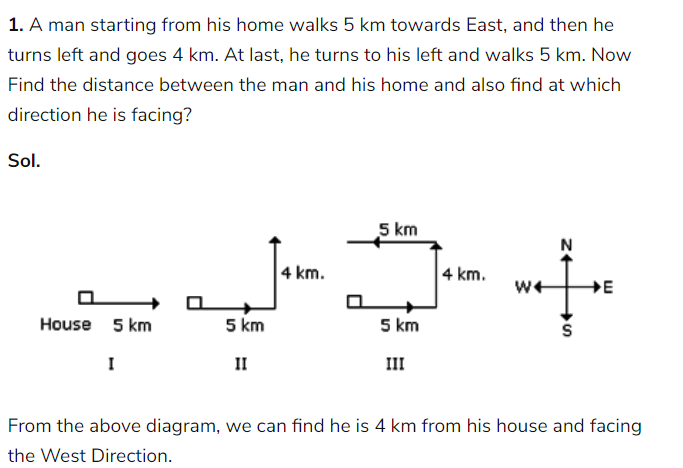 1. A man starting from his home walks 5 km towards East, and then he
turns left and goes 4 km. At last, he turns to his left and walks 5 km. Now
Find the distance between the man and his home and also find at which
direction he is facing?
Sol.
5 km
N
4 km.
4 km.
W
E
House 5 km
5 km
5 km
S
I
II
III
From the above diagram, we can find he is 4 km from his house and facing
the West Direction.